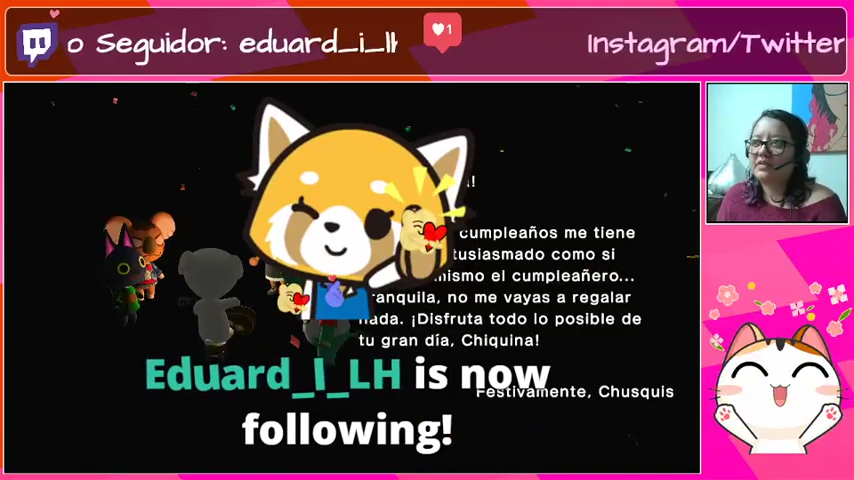 o Seguidor: eduard_i_lh
1
Instagram/Twitter
!
cumpleaños me tiene
tusiasmado como si
mismo el cumpleañero...
ranquila, no me vayas a regalar
nada. ¡Disfruta todo lo posible de
tu gran día, Chiquina!
Eduard_I_LH is now
following!
Festivamente, Chusquis